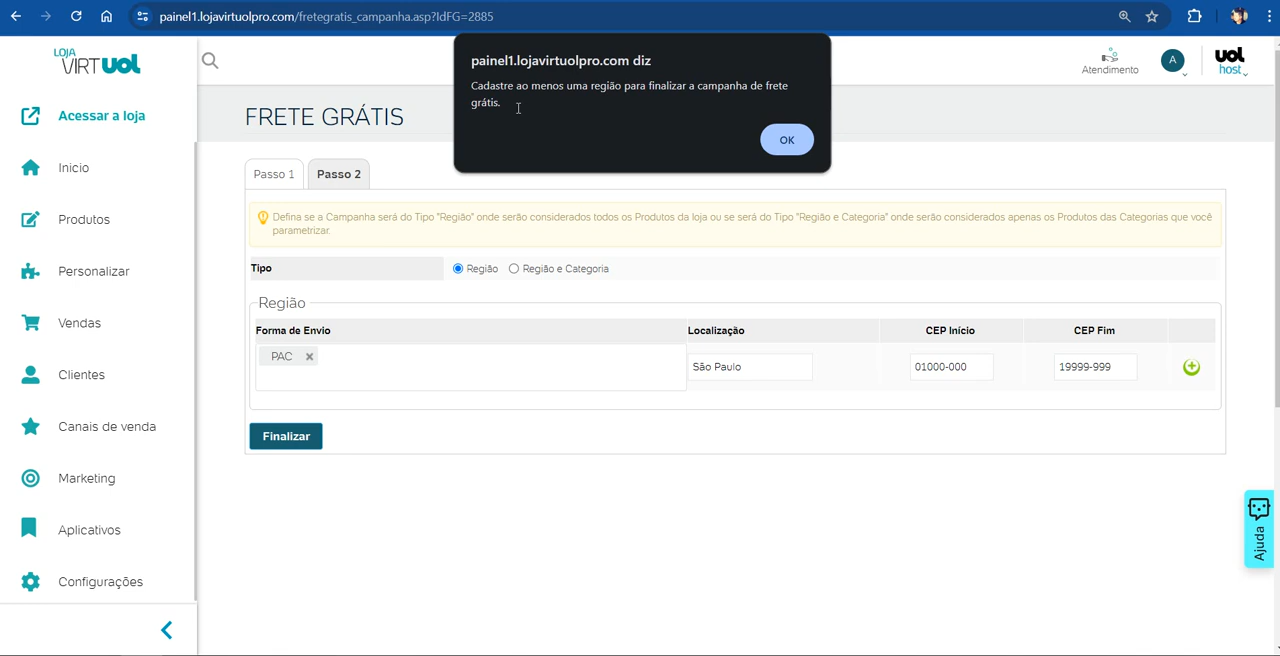 painel1.lojavirtuolpro.com/fretegratis_campanha.asp?IdFG=2885
LOJA
VIRTUOL
Acessar a loja
Inicio
Produtos
Personalizar
Vendas
Clientes
Canais de venda
Marketing
Aplicativos
Configurações
painel1.lojavirtuolpro.com diz
Cadastre ao menos uma região para finalizar a campanha de frete
grátis.
OK
Atendimento
A
uol
host
FRETE GRÁTIS
Passo 1
Passo 2
Defina se a Campanha será do Tipo "Região" onde serão considerados todos os Produtos da loja ou se será do Tipo "Região e Categoria" onde serão considerados apenas os Produtos das Categorias que você
parametrizar.
Tipo
Região
Região e Categoria
Região
Forma de Envio
Localização
CEP Início
CEP Fim
PAC
São Paulo
01000-000
19999-999
Finalizar
Ajuda